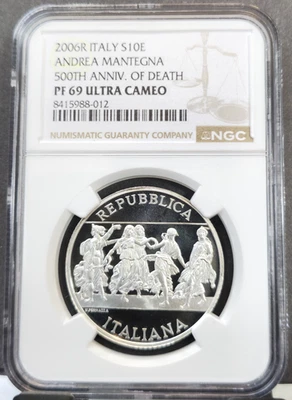 2006R ITALY S10E
ANDREA MANTEGNA
500TH ANNIV. OF DEATH
PF 69 ULTRA CAMEO
8415988-012
NUMISMATIC GUARANTY COMPANY NGC
REPUBBLICA
ITALIANA